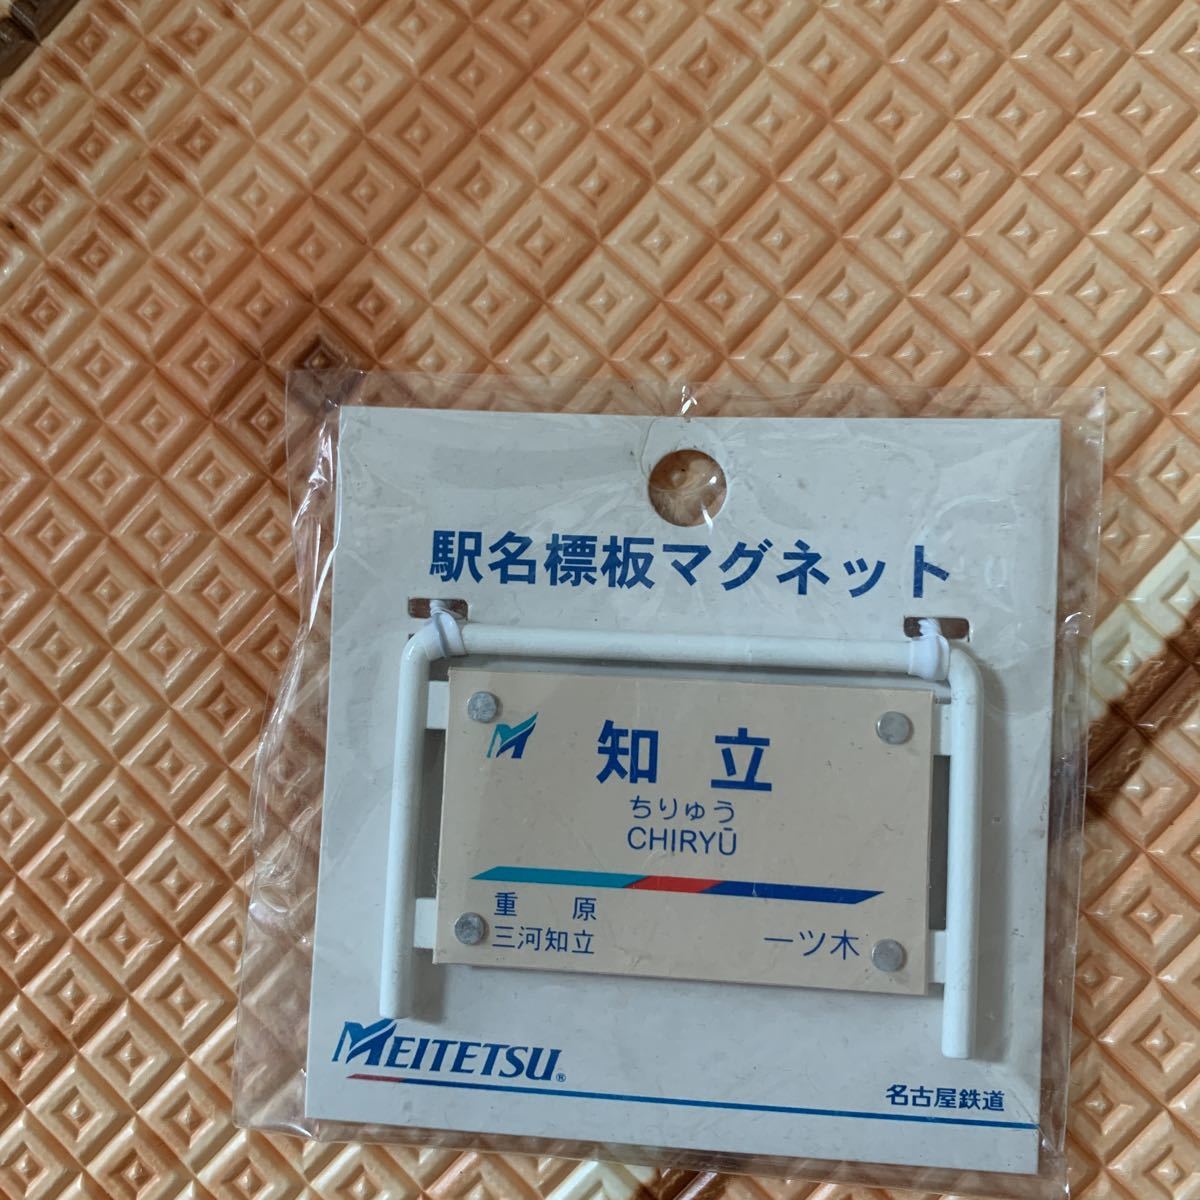 駅名標板マグネット
知立
ちりゅう
CHIRYŪ
重原
三河知立
一ツ木
MEITETSU®
名古屋鉄道